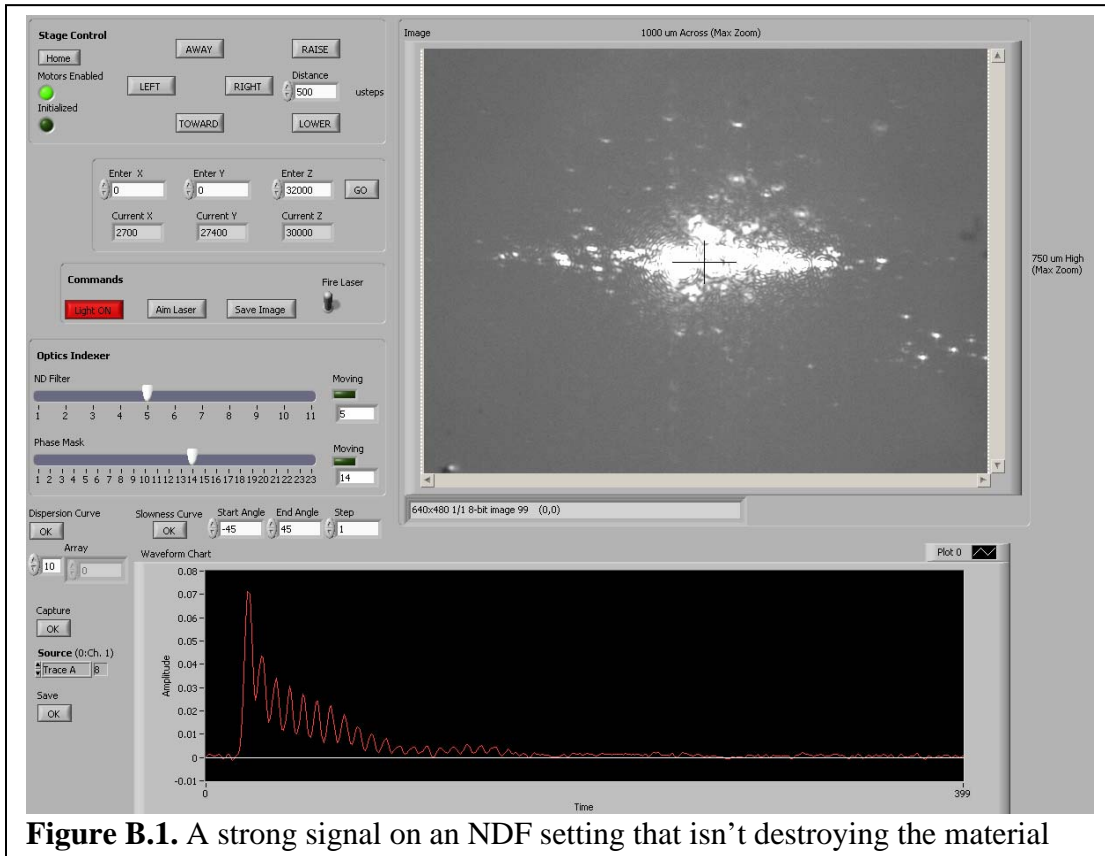 Stage Control
Home
AWAY
RAISE
Motors Enabled
LEFT
RIGHT
Distance
500
usteps
Initialized
TOWARD
LOWER
Enter X
Enter Y
Enter Z
0
0
32000
GO
Current X
Current Y
Current Z
2700
27400
30000
Commands
Fire Laser
Light ON
Aim Laser
Save Image
Optics Indexer
ND Filter
Moving
1 2 3 4 5 6 7 8 9 10 11
5
Phase Mask
Moving
1 2 3 4 5 6 7 8 9 10 11 12 13 14 15 16 17 18 19 20 21 22 23
14
Image
1000 um Across (Max Zoom)
750 um High
(Max Zoom)
640x480 1/1 8-bit image 99 (0,0)
Dispersion Curve
OK
Slowness Curve
OK
Start Angle
-45
End Angle
45
Step
1
Array
10
0
Capture
OK
Source (0:Ch. 1)
Trace A
8
Save
OK
Waveform Chart
Plot 0
0.08
0.07
0.06
0.05
0.04
0.03
0.02
0.01
0
-0.01
Amplitude
0
399
Time
Figure B.1. A strong signal on an NDF setting that isn't destroying the material